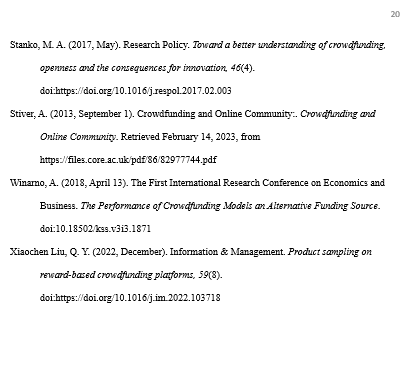 20
Stanko, M. A. (2017, May). Research Policy. Toward a better understanding of crowdfunding,
openness and the consequences for innovation, 46(4).
doi:https://doi.org/10.1016/j.respol.2017.02.003
Stiver, A. (2013, September 1). Crowdfunding and Online Community:. Crowdfunding and
Online Community. Retrieved February 14, 2023, from
https://files.core.ac.uk/pdf/86/82977744.pdf
Winarno, A. (2018, April 13). The First International Research Conference on Economics and
Business. The Performance of Crowdfunding Models an Alternative Funding Source.
doi:10.18502/kss.v3i3.1871
Xiaochen Liu, Q. Y. (2022, December). Information & Management. Product sampling on
reward-based crowdfunding platforms, 59(8).
doi:https://doi.org/10.1016/j.im.2022.103718